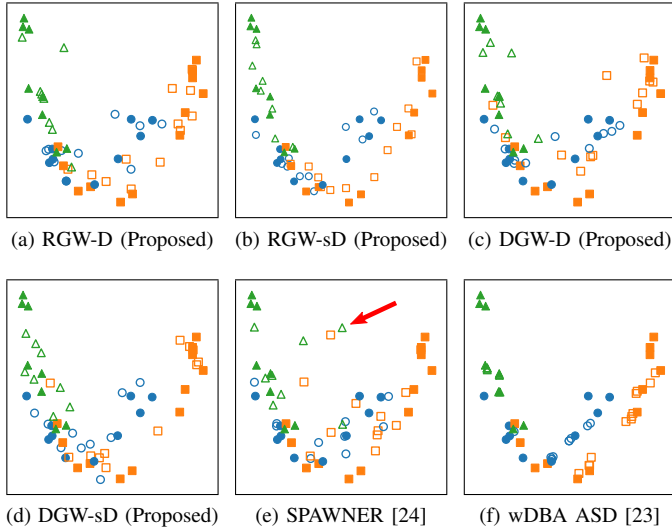 (a) RGW-D (Proposed)
(b) RGW-sD (Proposed)
(c) DGW-D (Proposed)
(d) DGW-sD (Proposed)
(e) SPAWNER [24]
(f) wDBA ASD [23]